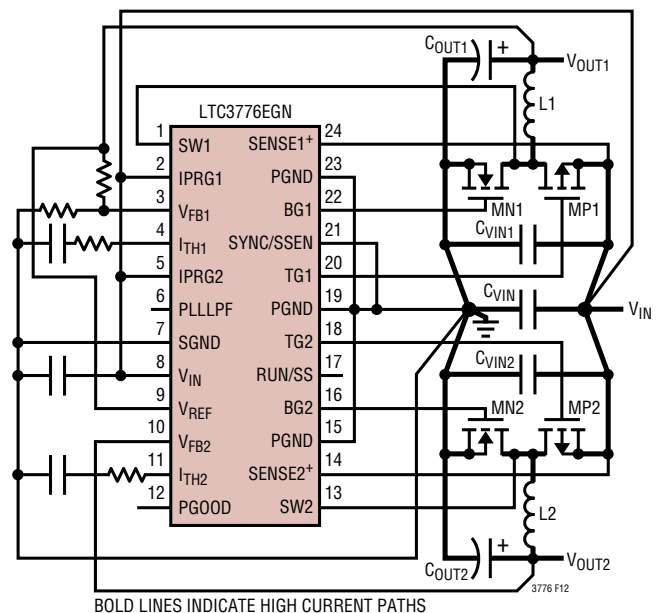 COUT1
+
VOUT1
L1
LTC3776EGN
1 SW1 SENSE1+ 24
2 IPRG1 PGND 23
3 VFB1 BG1 22
4 ITH1 SYNC/SSEN 21
5 IPRG2 TG1 20
6 PLLLPF PGND 19
7 SGND TG2 18
8 VIN RUN/SS 17
9 VREF BG2 16
10 VFB2 PGND 15
11 ITH2 SENSE2+ 14
12 PGOOD SW2 13
MN1 MP1
CVIN1
CVIN
VIN
CVIN2
MN2 MP2
L2
COUT2
+
VOUT2
3776 F12
BOLD LINES INDICATE HIGH CURRENT PATHS